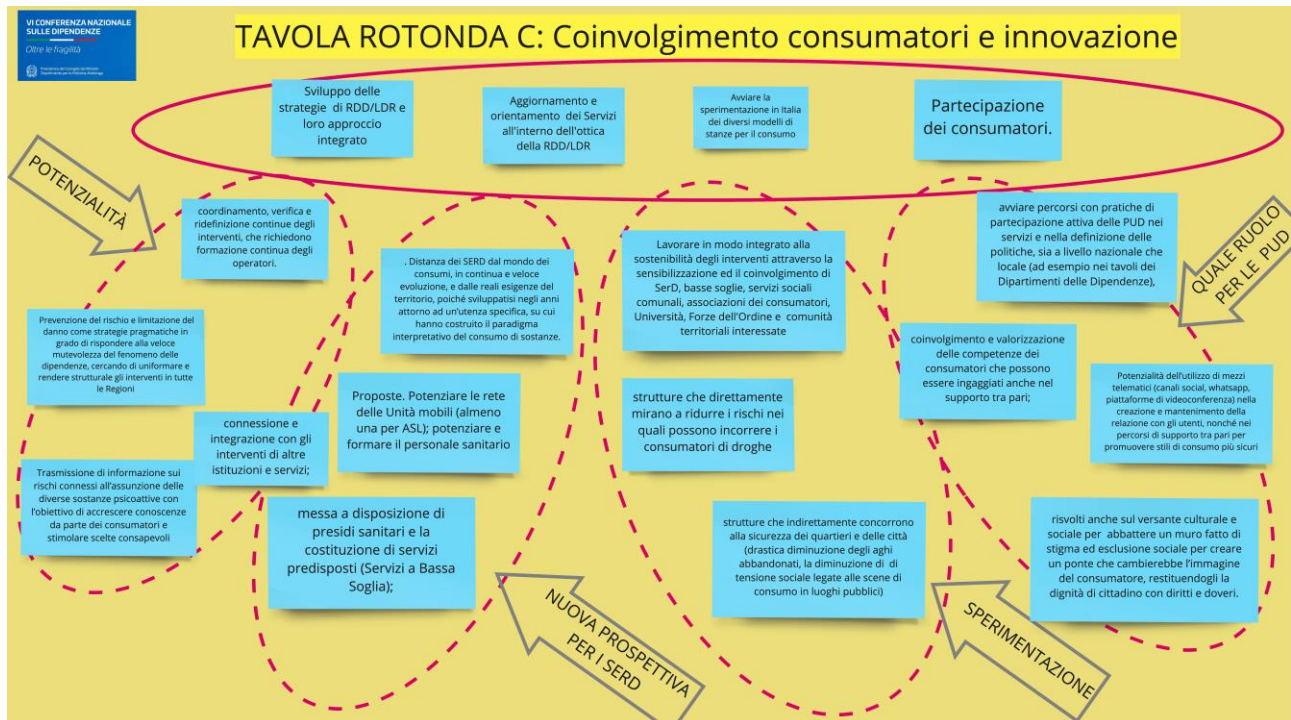 VI CONFERENZA NAZIONALE
SULLE DIPENDENZE
Oltre le fragilità
Presidenza del Consiglio dei Ministri
Dipartimento per le Politiche Antidroga
TAVOLA ROTONDA C: Coinvolgimento consumatori e innovazione
Sviluppo delle
strategie di RDD/LDR e
loro approccio
integrato
Aggiornamento e
orientamento dei Servizi
all'interno dell'ottica
della RDD/LDR
Avviare la
sperimentazione in Italia
dei diversi modelli di
stanze per il consumo
Partecipazione
dei consumatori.
POTENZIALITÀ
coordinamento, verifica e
ridefinizione continue degli
interventi, che richiedono
formazione continua degli
operatori.
Prevenzione del rischio e limitazione del
danno come strategie pragmatiche in
grado di rispondere alla veloce
mutevolezza del fenomeno delle
dipendenze, cercando di uniformare e
rendere strutturale gli interventi in tutte
le Regioni
connessione e
integrazione con gli
interventi di altre
istituzioni e servizi;
Trasmissione di informazione sui
rischi connessi all'assunzione delle
diverse sostanze psicoattive con
l'obiettivo di accrescere conoscenze
da parte dei consumatori e
stimolare scelte consapevoli
. Distanza dei SERD dal mondo dei
consumi, in continua e veloce
evoluzione, e dalle reali esigenze del
territorio, poiché sviluppatisi negli anni
attorno ad un'utenza specifica, su cui
hanno costruito il paradigma
interpretativo del consumo di sostanze.
Proposte. Potenziare le rete
delle Unità mobili (almeno
una per ASL); potenziare e
formare il personale sanitario
messa a disposizione di
presidi sanitari e la
costituzione di servizi
predisposti (Servizi a Bassa
Soglia);
NUOVA PROSPETTIVA
PER I SERD
Lavorare in modo integrato alla
sostenibilità degli interventi attraverso la
sensibilizzazione ed il coinvolgimento di
SerD, basse soglie, servizi sociali
comunali, associazioni dei consumatori,
Università, Forze dell'Ordine e comunità
territoriali interessate
strutture che direttamente
mirano a ridurre i rischi nei
quali possono incorrere i
consumatori di droghe
strutture che indirettamente concorrono
alla sicurezza dei quartieri e delle città
(drastica diminuzione degli aghi
abbandonati, la diminuzione di di
tensione sociale legate alle scene di
consumo in luoghi pubblici)
SPERIMENTAZIONE
avviare percorsi con pratiche di
partecipazione attiva delle PUD nei
servizi e nella definizione delle
politiche, sia a livello nazionale che
locale (ad esempio nei tavoli dei
Dipartimenti delle Dipendenze),
QUALE RUOLO
PER LE PUD
coinvolgimento e valorizzazione
delle competenze dei
consumatori che possono
essere ingaggiati anche nel
supporto tra pari;
Potenzialità dell'utilizzo di mezzi
telematici (canali social, whatsapp,
piattaforme di videoconferenza) nella
creazione e mantenimento della
relazione con gli utenti, nonché nei
percorsi di supporto tra pari per
promuovere stili di consumo più sicuri
risvolti anche sul versante culturale e
sociale per abbattere un muro fatto di
stigma ed esclusione sociale per creare
un ponte che cambierebbe l'immagine
del consumatore, restituendogli la
dignità di cittadino con diritti e doveri.